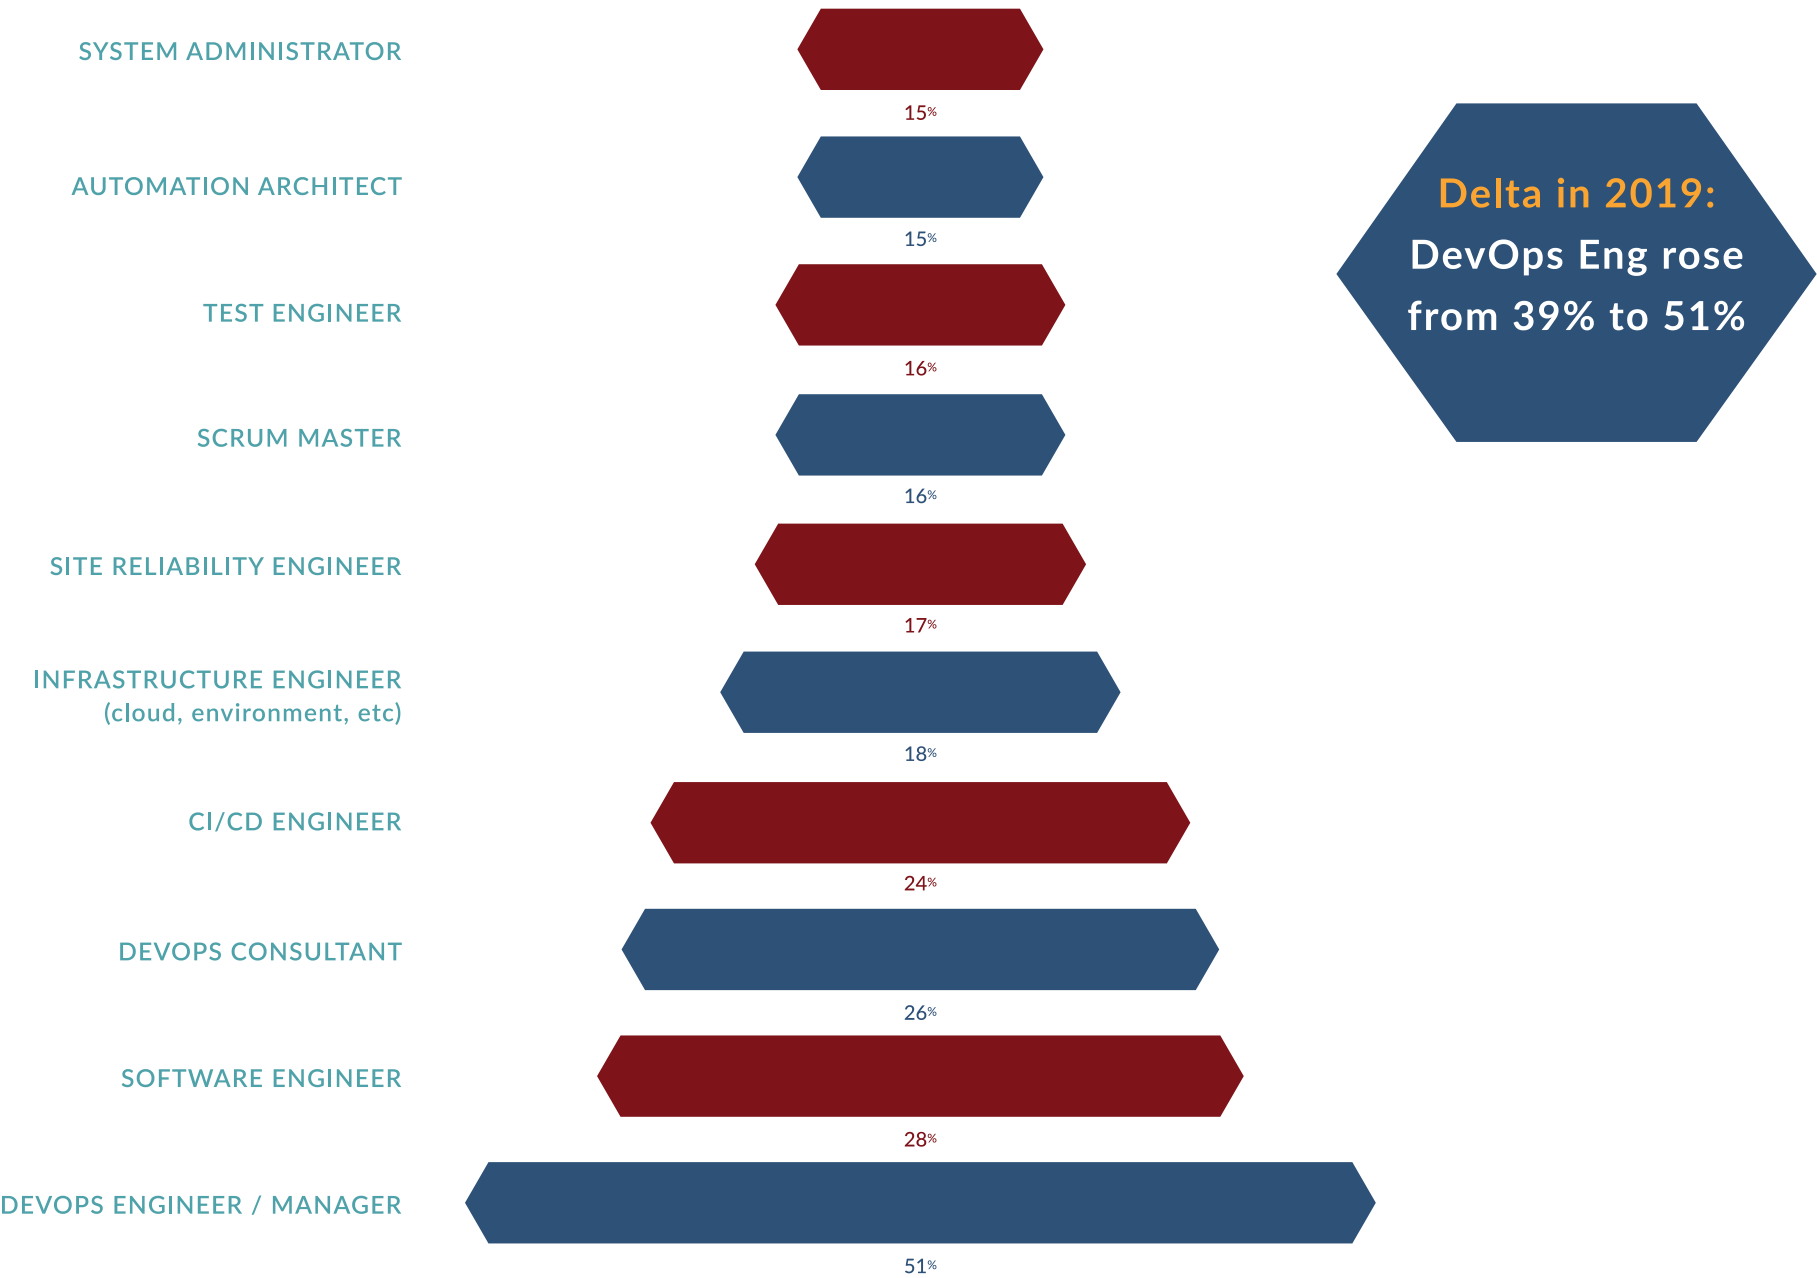 SYSTEM ADMINISTRATOR
15%
AUTOMATION ARCHITECT
15%
TEST ENGINEER
16%
SCRUM MASTER
16%
SITE RELIABILITY ENGINEER
17%
INFRASTRUCTURE ENGINEER
(cloud, environment, etc)
18%
CI/CD ENGINEER
24%
DEVOPS CONSULTANT
26%
SOFTWARE ENGINEER
28%
DEVOPS ENGINEER / MANAGER
51%
Delta in 2019:
DevOps Eng rose
from 39% to 51%